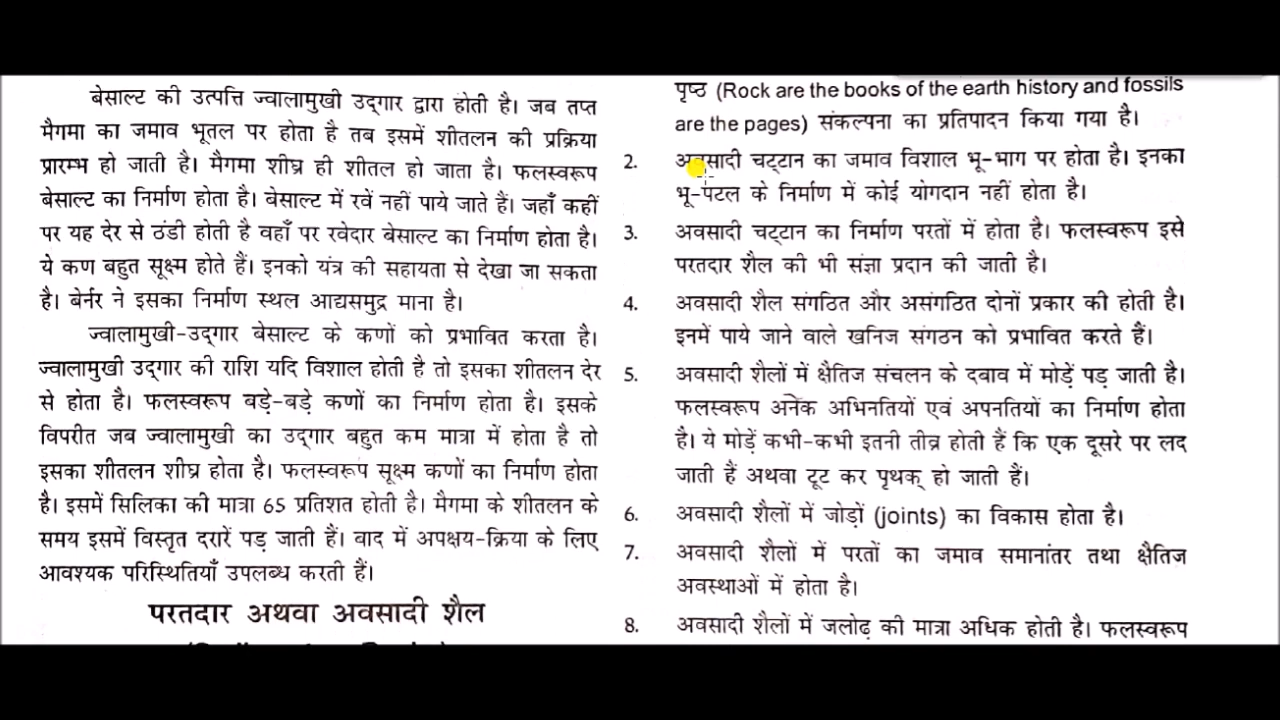 बेसाल्ट की उत्पत्ति ज्वालामुखी उद्‌गार द्वारा होती है। जब तप्त
मैगमा का जमाव भूतल पर होता है तब इसमें शीतलन की प्रक्रिया
प्रारम्भ हो जाती है। मैगमा शीघ्र ही शीतल हो जाता है। फलस्वरूप
बेसाल्ट का निर्माण होता है। बेसाल्ट में रवें नहीं पाये जाते हैं। जहाँ कहीं
पर यह देर से ठंडी होती है वहाँ पर रवेदार बेसाल्ट का निर्माण होता है।
ये कण बहुत सूक्ष्म होते हैं। इनको यंत्र की सहायता से देखा जा सकता
है। बेर्नर ने इसका निर्माण स्थल आद्यसमुद्र माना है।
ज्वालामुखी-उद्‌गार बेसाल्ट के कणों को प्रभावित करता है।
ज्वालामुखी उद्‌गार की राशि यदि विशाल होती है तो इसका शीतलन देर
से होता है। फलस्वरूप बड़े-बड़े कणों का निर्माण होता है। इसके
विपरीत जब ज्वालामुखी का उद्‌गार बहुत कम मात्रा में होता है तो
इसका शीतलन शीघ्र होता है। फलस्वरूप सूक्ष्म कणों का निर्माण होता
है। इसमें सिलिका की मात्रा 65 प्रतिशत होती है। मैगमा के शीतलन के
समय इसमें विस्तृत दरारें पड़ जाती हैं। वाद में अपक्षय-क्रिया के लिए
आवश्यक परिस्थितियाँ उपलब्ध करती हैं।
परतदार अथवा अवसादी शैल
पृष्ठ (Rock are the books of the earth history and fossils
are the pages) संकल्पना का प्रतिपादन किया गया है।
2. अवसादी चट्‌टान का जमाव विशाल भू-भाग पर होता है। इनका
भू-पटल के निर्माण में कोई योगदान नहीं होता है।
3. अवसादी चट्‌टान का निर्माण परतों में होता है। फलस्वरूप इसे
परतदार शैल की भी संज्ञा प्रदान की जाती है।
4. अवसादी शैल संगठित और असंगठित दोनों प्रकार की होती है।
इनमें पाये जाने वाले खनिज संगठन को प्रभावित करते हैं।
5. अवसादी शैलों में क्षैतिज संचलन के दवाव में मोड़ें पड़ जाती है।
फलस्वरूप अनेक अभिनतियों एवं अपनतियों का निर्माण होता
है। ये मोड़ें कभी-कभी इतनी तीव्र होती हैं कि एक दूसरे पर लद
जाती हैं अथवा टूट कर पृथक् हो जाती हैं।
6. अवसादी शैलों में जोड़ों (joints) का विकास होता है।
7. अवसादी शैलों में परतों का जमाव समानांतर तथा क्षैतिज
अवस्थाओं में होता है।
8. अवसादी शैलों में जलोढ़ की मात्रा अधिक होती है। फलस्वरूप